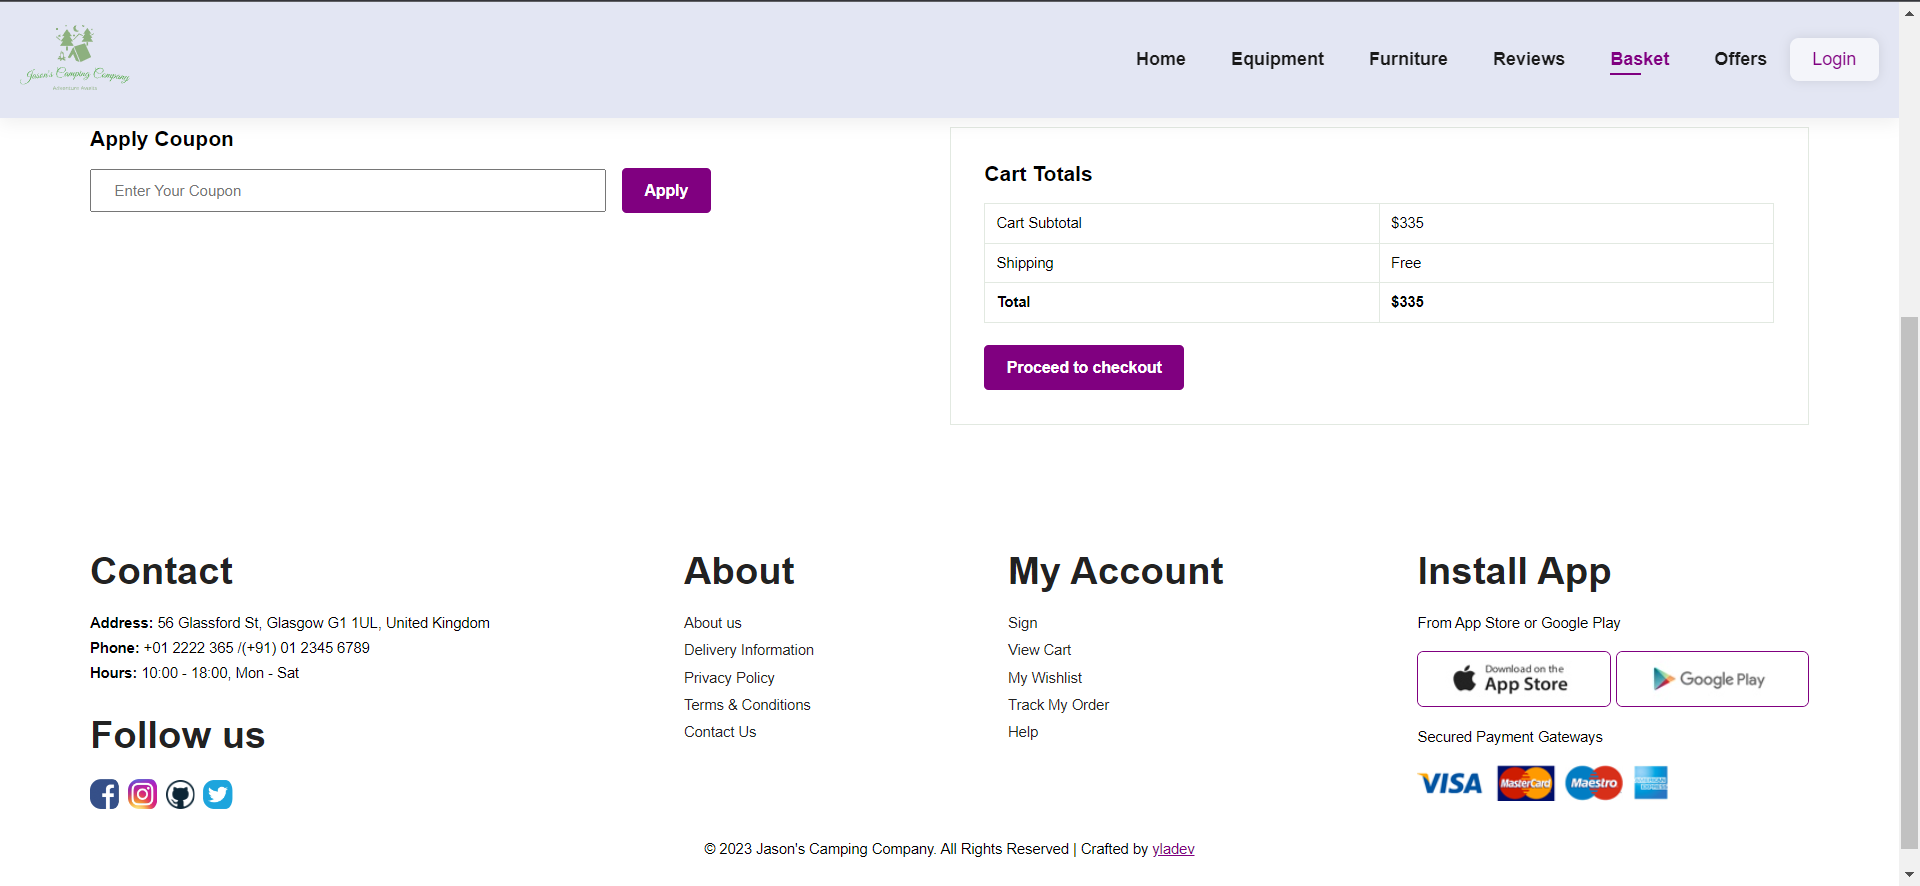 Jason's Camping Company
Adventure Awaits
Home
Equipment
Furniture
Reviews
Basket
Offers
Login
Apply Coupon
Enter Your Coupon
Apply
Cart Totals
Cart Subtotal $335
Shipping Free
Total $335
Proceed to checkout
Contact
Address: 56 Glassford St, Glasgow G1 1UL, United Kingdom
Phone: +01 2222 365 /(+91) 01 2345 6789
Hours: 10:00 - 18:00, Mon - Sat
Follow us
About
About us
Delivery Information
Privacy Policy
Terms & Conditions
Contact Us
My Account
Sign
View Cart
My Wishlist
Track My Order
Help
Install App
From App Store or Google Play
Download on the
App Store
Google Play
Secured Payment Gateways
VISA
MasterCard
Maestro
AMERICAN
EXPRESS
© 2023 Jason's Camping Company. All Rights Reserved | Crafted by yladev